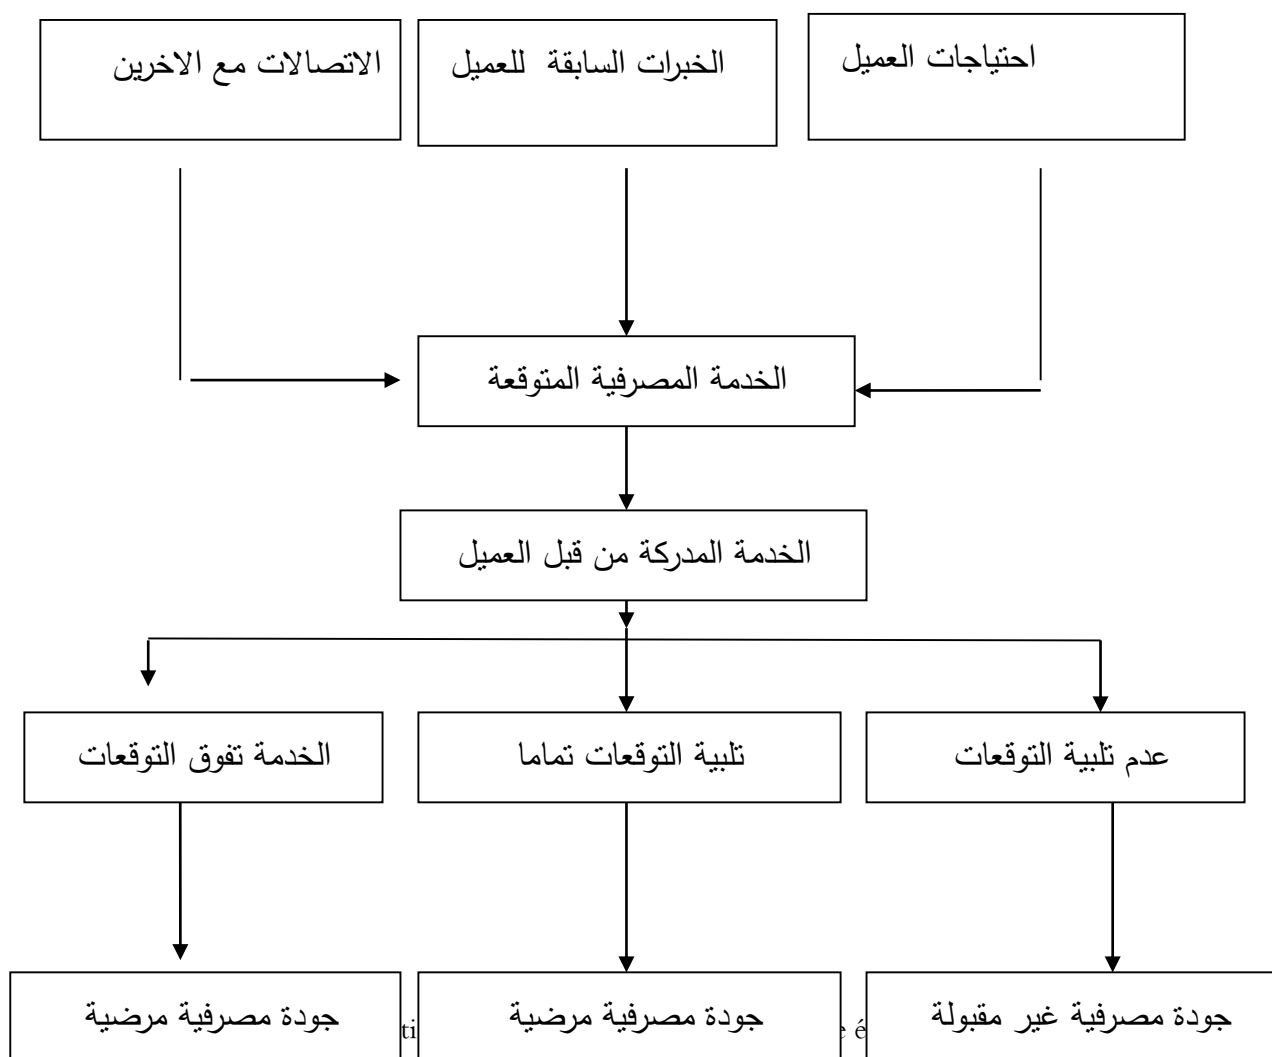 احتياجات العميل
الخبرات السابقة للعميل
الاتصالات مع الاخرين
الخدمة المصرفية المتوقعة
الخدمة المدركة من قبل العميل
عدم تلبية التوقعات
تلبية التوقعات تماما
الخدمة تفوق التوقعات
جودة مصرفية غير مقبولة
جودة مصرفية مرضية
جودة مصرفية مرضية